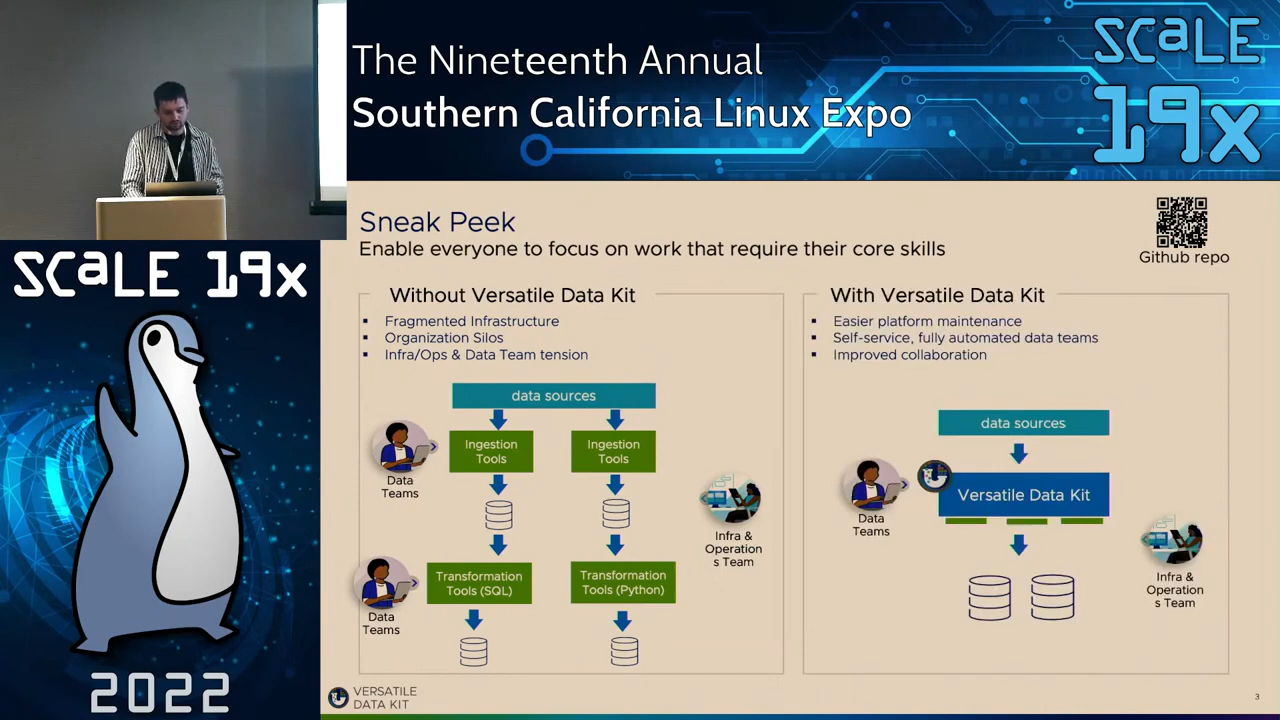 The Nineteenth Annual
Southern California Linux Expo
SCaLE
19x
SCaLE 19x
2022
Sneak Peek
Enable everyone to focus on work that require their core skills
Github repo
Without Versatile Data Kit
▪ Fragmented Infrastructure
▪ Organization Silos
▪ Infra/Ops & Data Team tension
data sources
Ingestion
Tools
Ingestion
Tools
Data
Teams
Infra &
Operation
s Team
Transformation
Tools (SQL)
Transformation
Tools (Python)
Data
Teams
With Versatile Data Kit
▪ Easier platform maintenance
▪ Self-service, fully automated data teams
▪ Improved collaboration
data sources
Versatile Data Kit
Data
Teams
Infra &
Operation
s Team
VERSATILE
DATA KIT
3